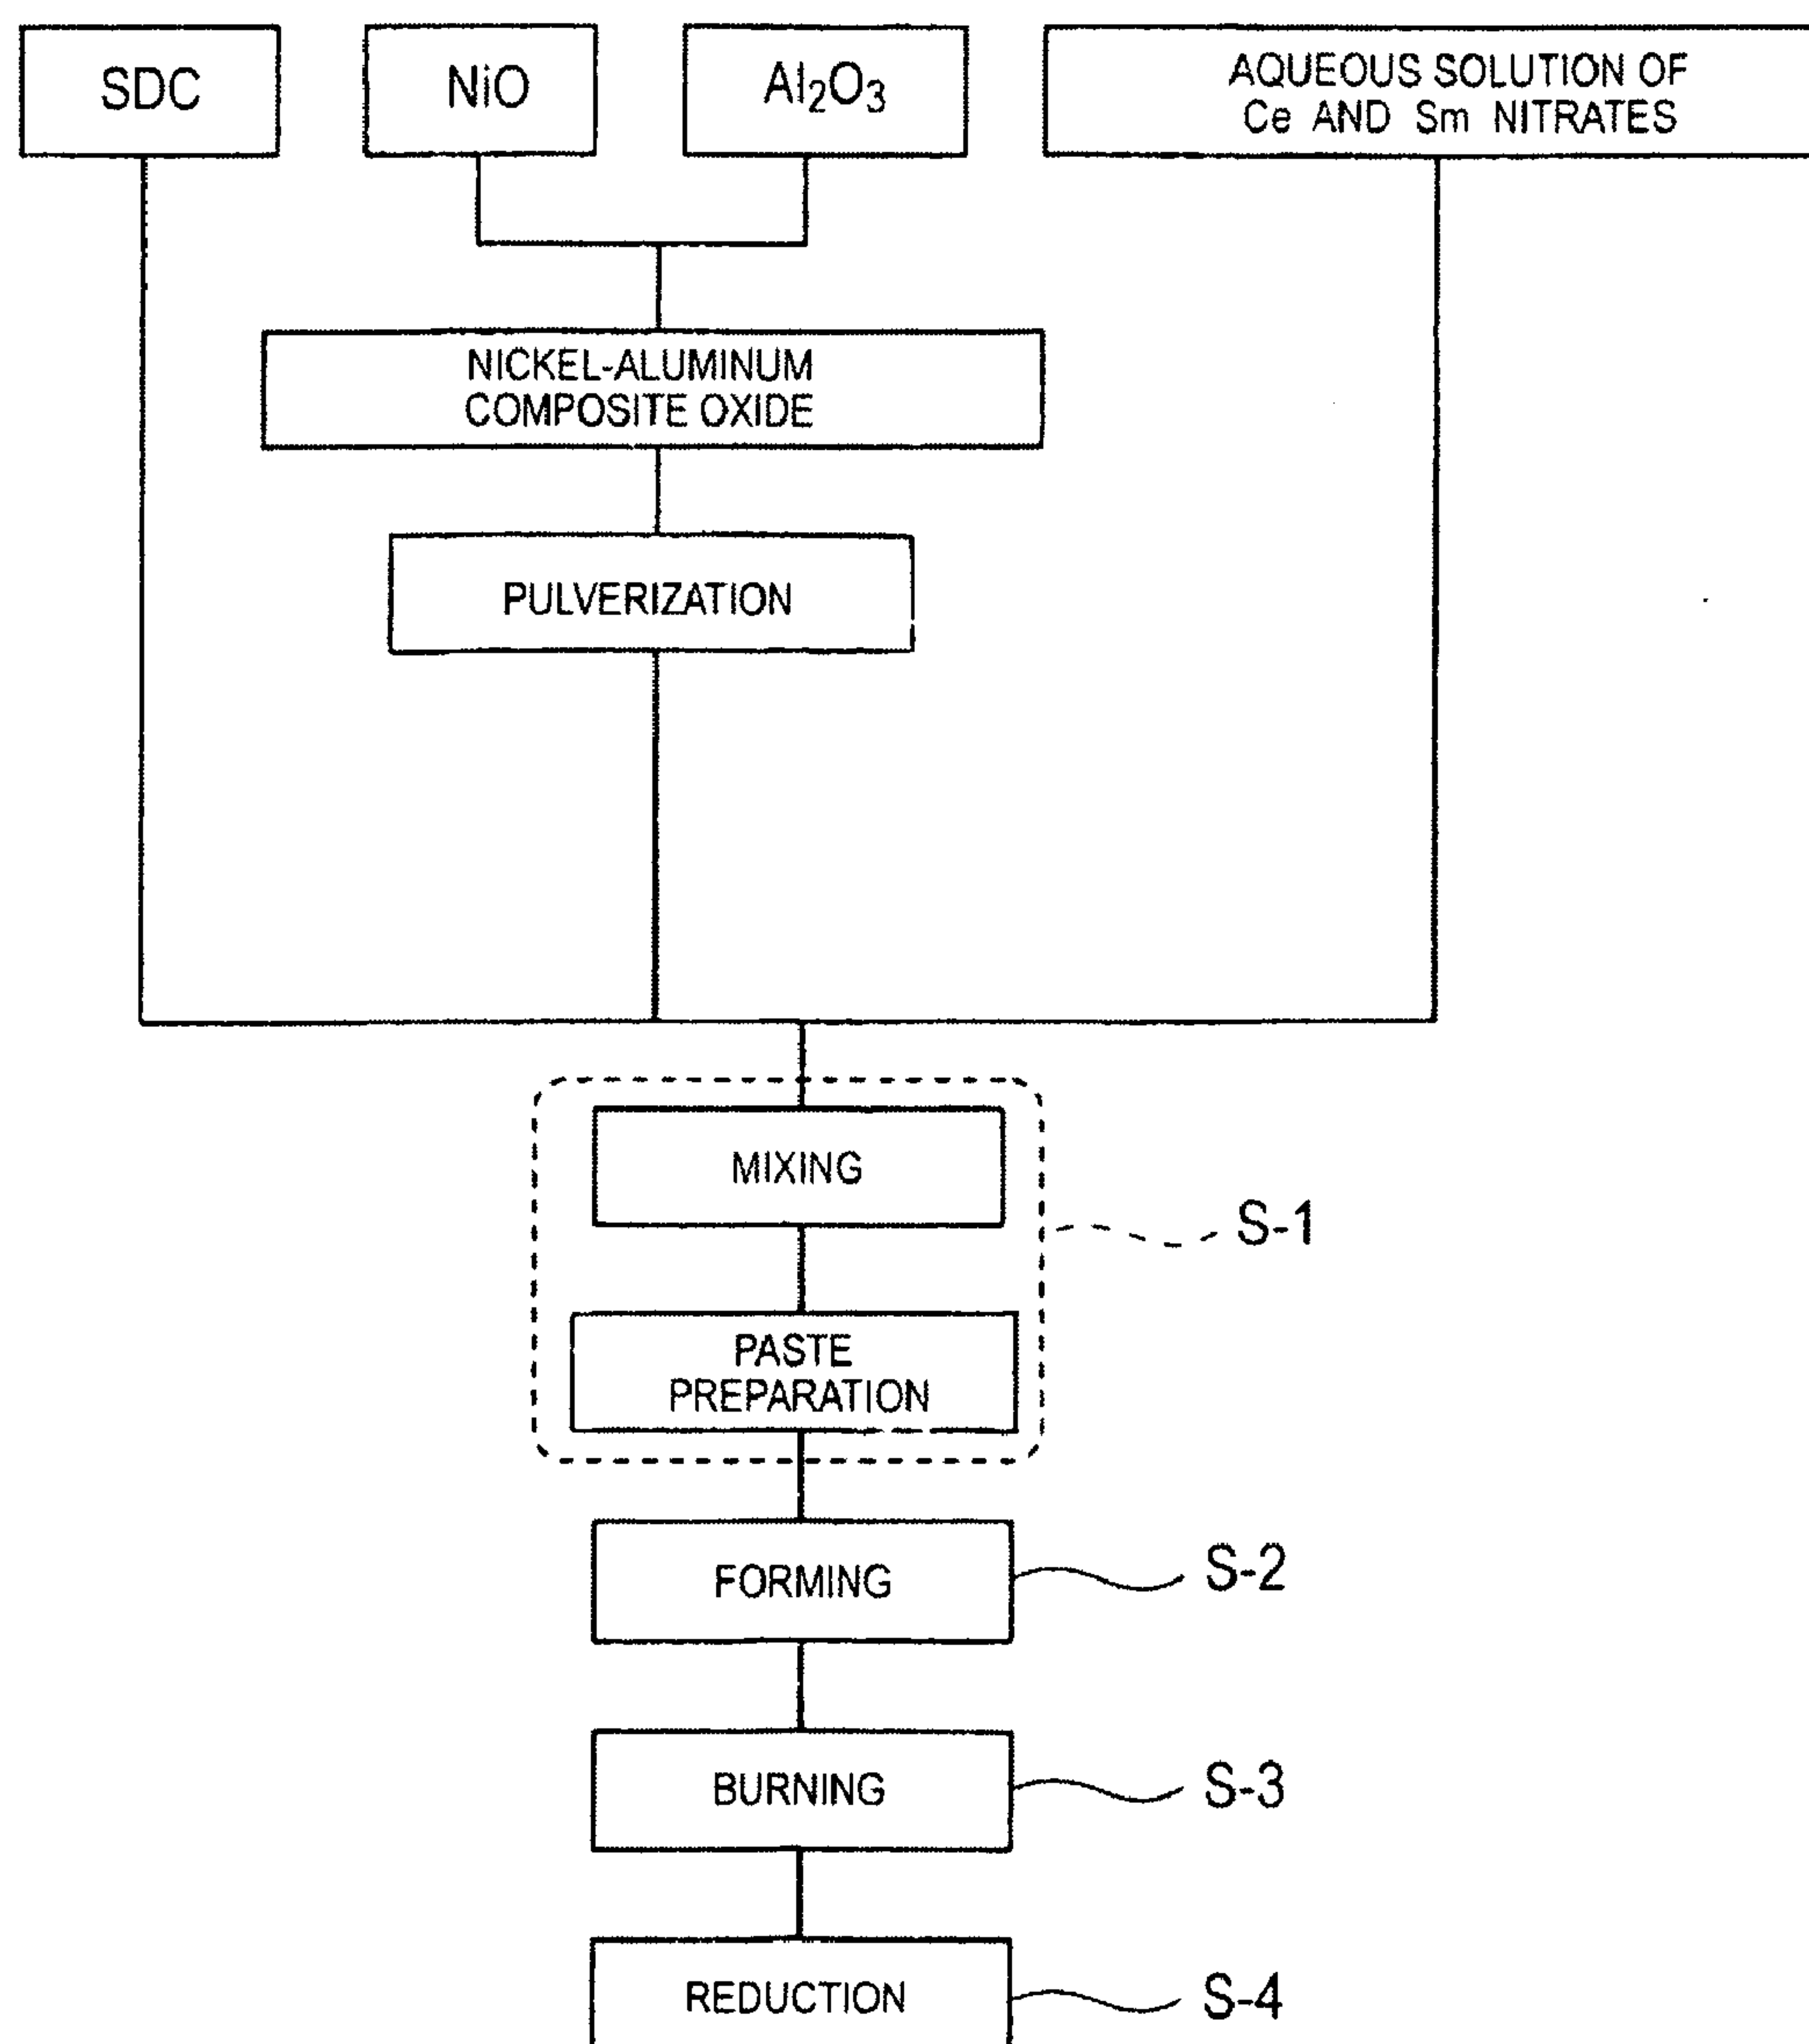 SDC
NiO
Al₂O₃
AQUEOUS SOLUTION OF
Ce AND Sm NITRATES
NICKEL-ALUMINUM
COMPOSITE OXIDE
PULVERIZATION
MIXING
S-1
PASTE
PREPARATION
FORMING
S-2
BURNING
S-3
REDUCTION
S-4